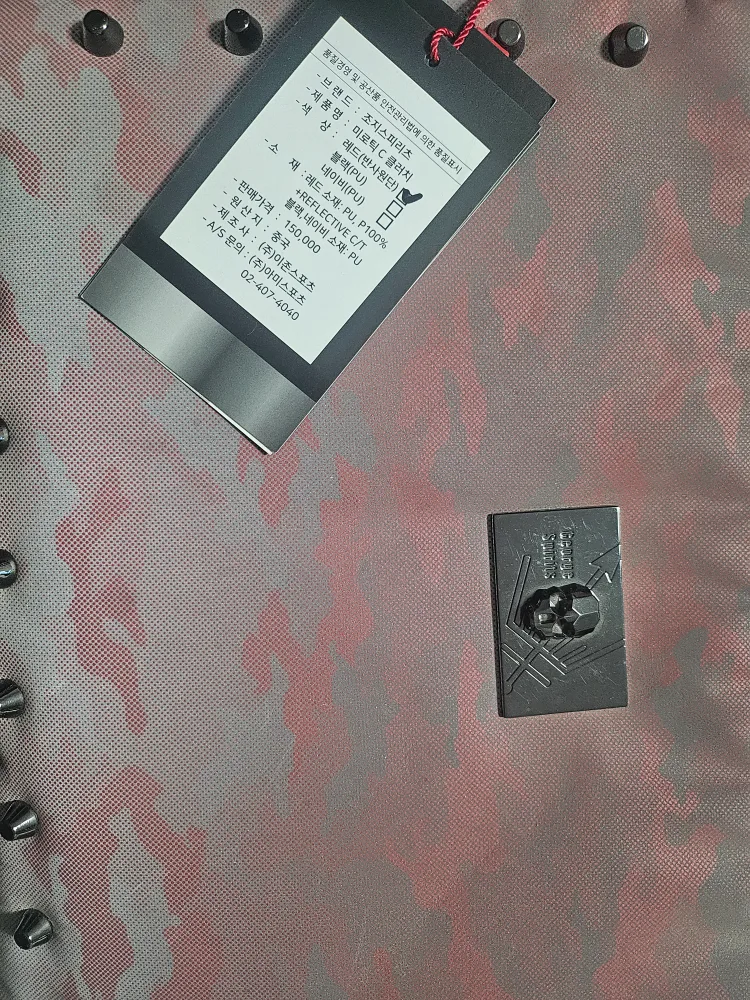 품질경영 및 공산품 안전관리법에 의한 품질표시
- 브 랜 드 : 조지스피리츠
- 제 품 명 : 미로틱 C 클러치
- 색 상 : 레드(반사원단)
블랙(PU)
네이비(PU)
- 소 재 : 레드 소재: PU, P100%
+REFLECTIVE C/T
블랙,네이비 소재: PU
- 판매가격 : 150,000
- 원 산 지 : 중국
- 제 조 사 : (주)이존스포츠
- A/S 문의 : (주)아미스포츠
02-407-4040
George
Spirits